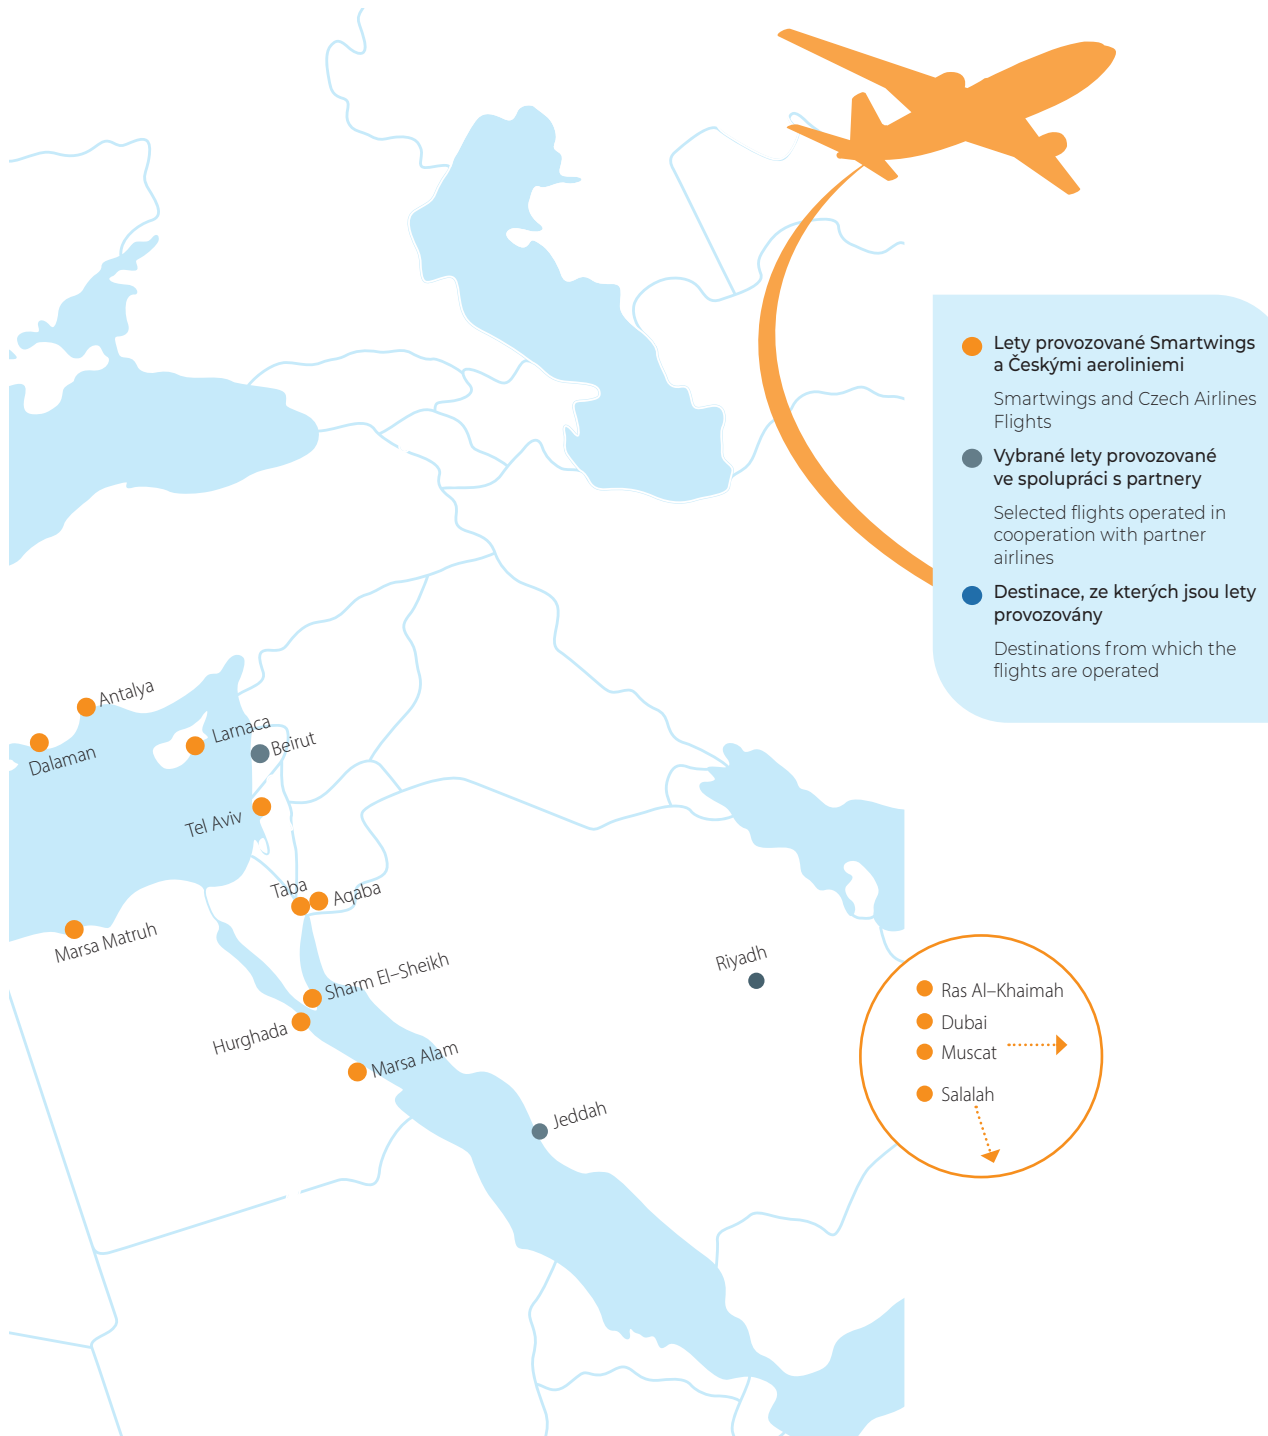 Lety provozované Smartwings
a Českými aeroliniemi
Smartwings and Czech Airlines
Flights
Vybrané lety provozované
ve spolupráci s partnery
Selected flights operated in
cooperation with partner
airlines
Destinace, ze kterých jsou lety
provozovány
Destinations from which the
flights are operated
Antalya
Dalaman
Larnaca
Beirut
Tel Aviv
Taba
Aqaba
Marsa Matruh
Sharm El–Sheikh
Riyadh
Hurghada
Marsa Alam
Jeddah
Ras Al–Khaimah
Dubai
Muscat
Salalah